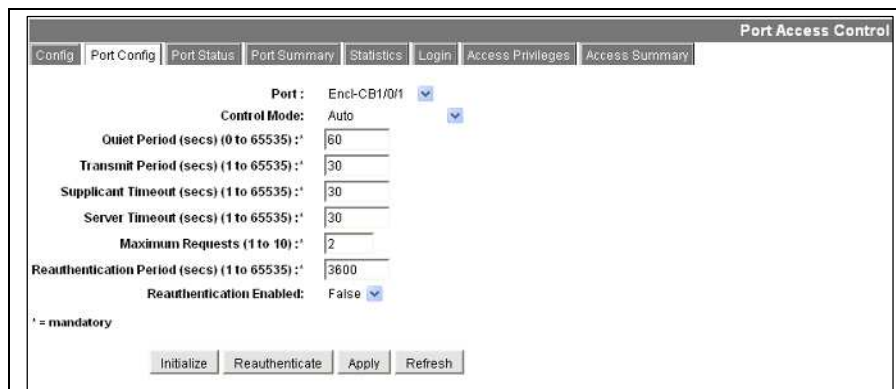 Port Access Control
Config Port Config Port Status Port Summary Statistics Login Access Privileges Access Summary
Port : Encl-CB1/0/1
Control Mode: Auto
Quiet Period (secs) (0 to 65535) :* 60
Transmit Period (secs) (1 to 65535) :* 30
Supplicant Timeout (secs) (1 to 65535) :* 30
Server Timeout (secs) (1 to 65535) :* 30
Maximum Requests (1 to 10) :* 2
Reauthentication Period (secs) (1 to 65535) :* 3600
Reauthentication Enabled: False
* = mandatory
Initialize Reauthenticate Apply Refresh